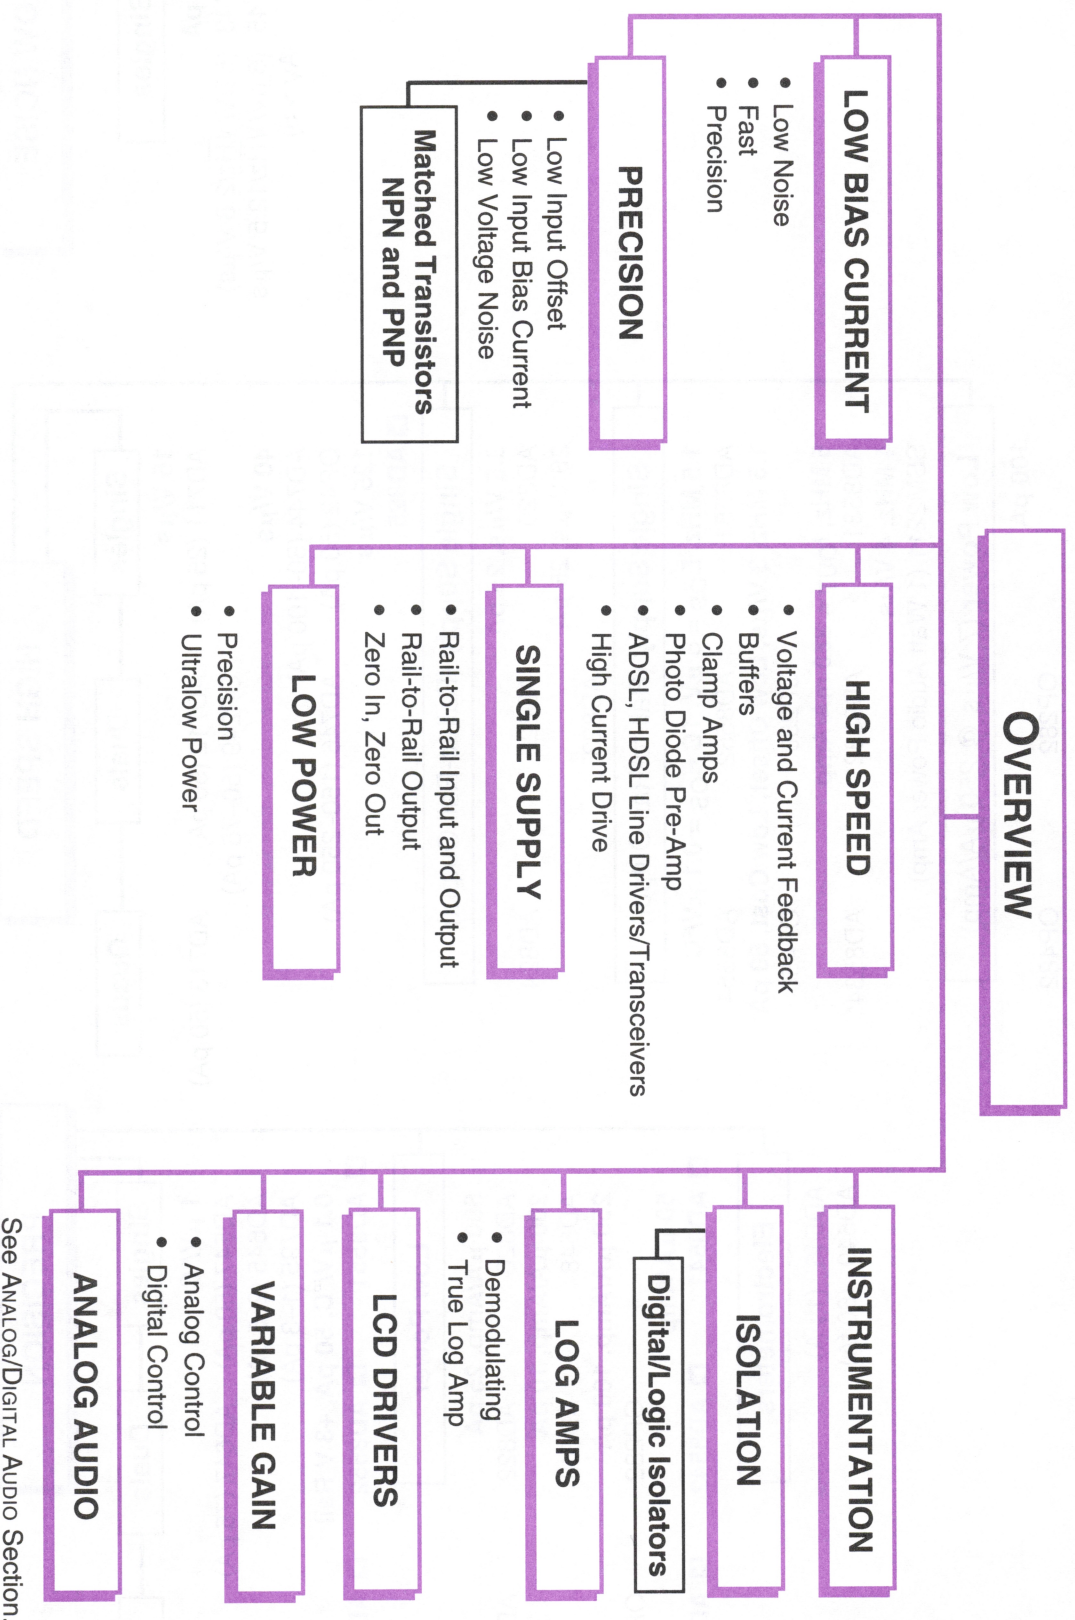 OVERVIEW
LOW BIAS CURRENT
• Low Noise
• Fast
• Precision
PRECISION
• Low Input Offset
• Low Input Bias Current
• Low Voltage Noise
Matched Transistors
NPN and PNP
HIGH SPEED
• Voltage and Current Feedback
• Buffers
• Clamp Amps
• Photo Diode Pre-Amp
• ADSL, HDSL Line Drivers/Transceivers
• High Current Drive
SINGLE SUPPLY
• Rail-to-Rail Input and Output
• Rail-to-Rail Output
• Zero In, Zero Out
LOW POWER
• Precision
• Ultralow Power
INSTRUMENTATION
ISOLATION
Digital/Logic Isolators
LOG AMPS
• Demodulating
• True Log Amp
LCD DRIVERS
VARIABLE GAIN
• Analog Control
• Digital Control
ANALOG AUDIO
See ANALOG/DIGITAL AUDIO Section.